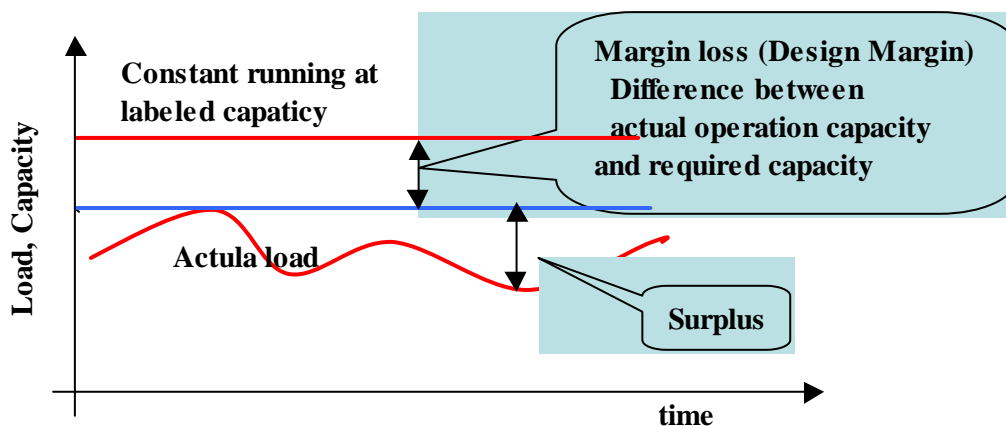 Constant running at
labeled capaticy
Margin loss (Design Margin)
Difference between
actual operation capacity
and required capacity
Load, Capacity
Actula load
Surplus
time